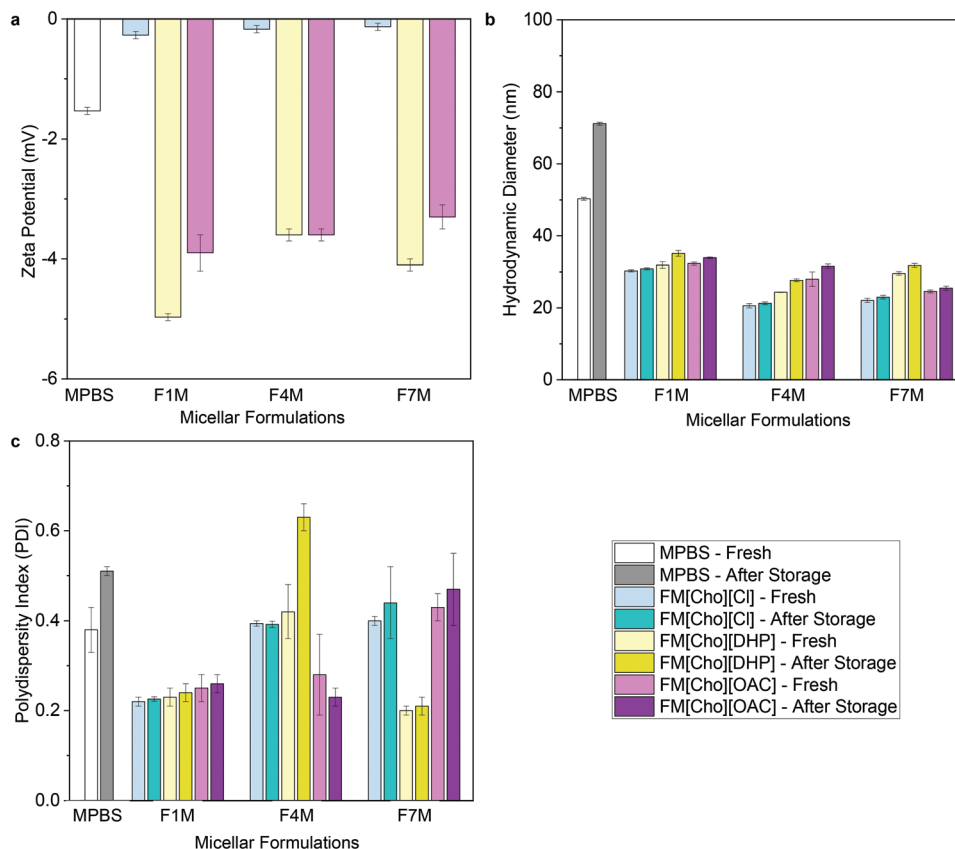 a
0
-2
-4
-6
Zeta Potential (mV)
MPBS F1M F4M F7M
Micellar Formulations
b
100
80
60
40
20
0
Hydrodynamic Diameter (nm)
MPBS F1M F4M F7M
Micellar Formulations
c
0.8
0.6
0.4
0.2
0.0
Polydispersity Index (PDI)
MPBS F1M F4M F7M
Micellar Formulations
MPBS - Fresh
MPBS - After Storage
FM[Cho][Cl] - Fresh
FM[Cho][Cl] - After Storage
FM[Cho][DHP] - Fresh
FM[Cho][DHP] - After Storage
FM[Cho][OAC] - Fresh
FM[Cho][OAC] - After Storage